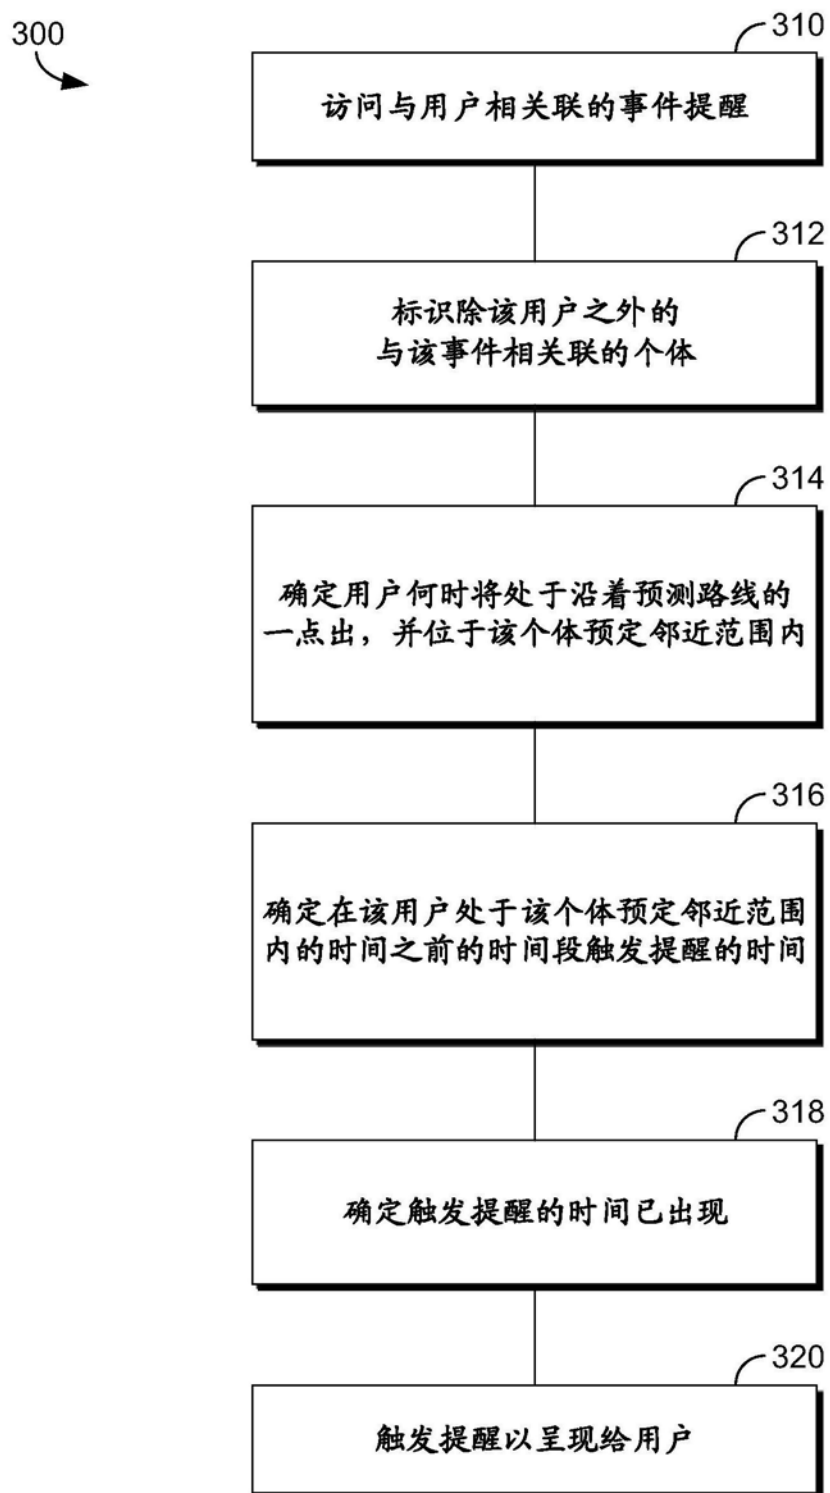 300
310
访问与用户相关联的事件提醒
312
标识除该用户之外的
与该事件相关联的个体
314
确定用户何时将处于沿着预测路线的
一点出，并位于该个体预定邻近范围内
316
确定在该用户处于该个体预定邻近范围
内的时间之前的时间段触发提醒的时间
318
确定触发提醒的时间已出现
320
触发提醒以呈现给用户